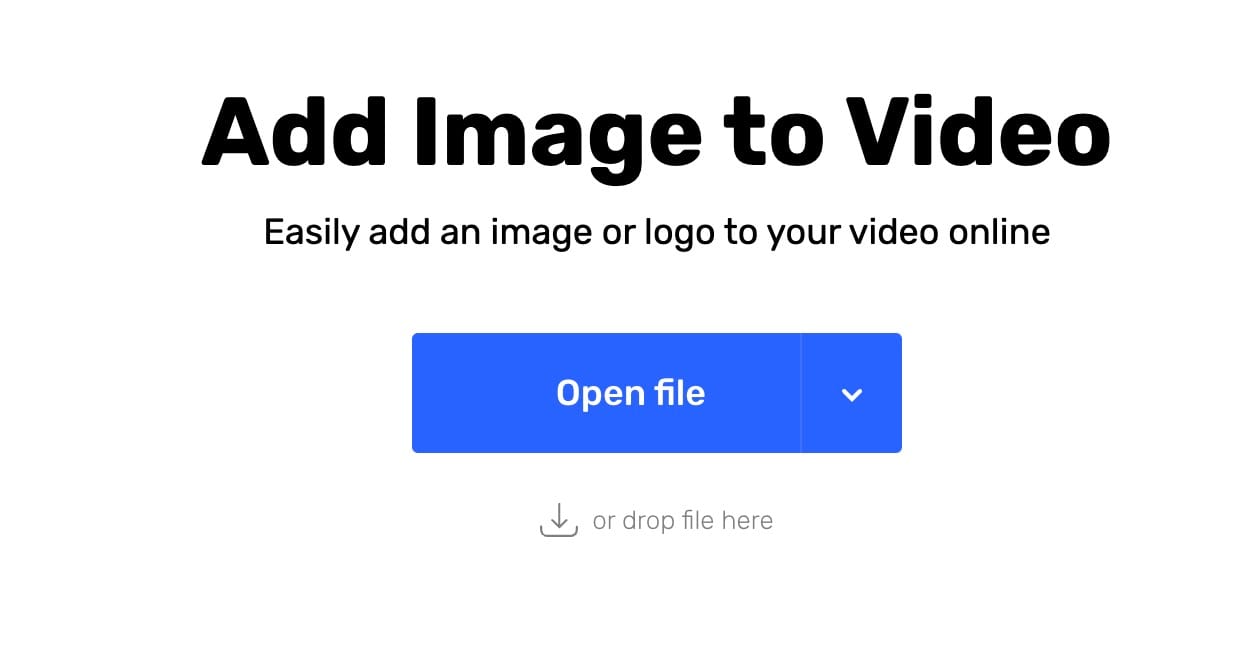 Add Image to Video
Easily add an image or logo to your video online
Open file
or drop file here